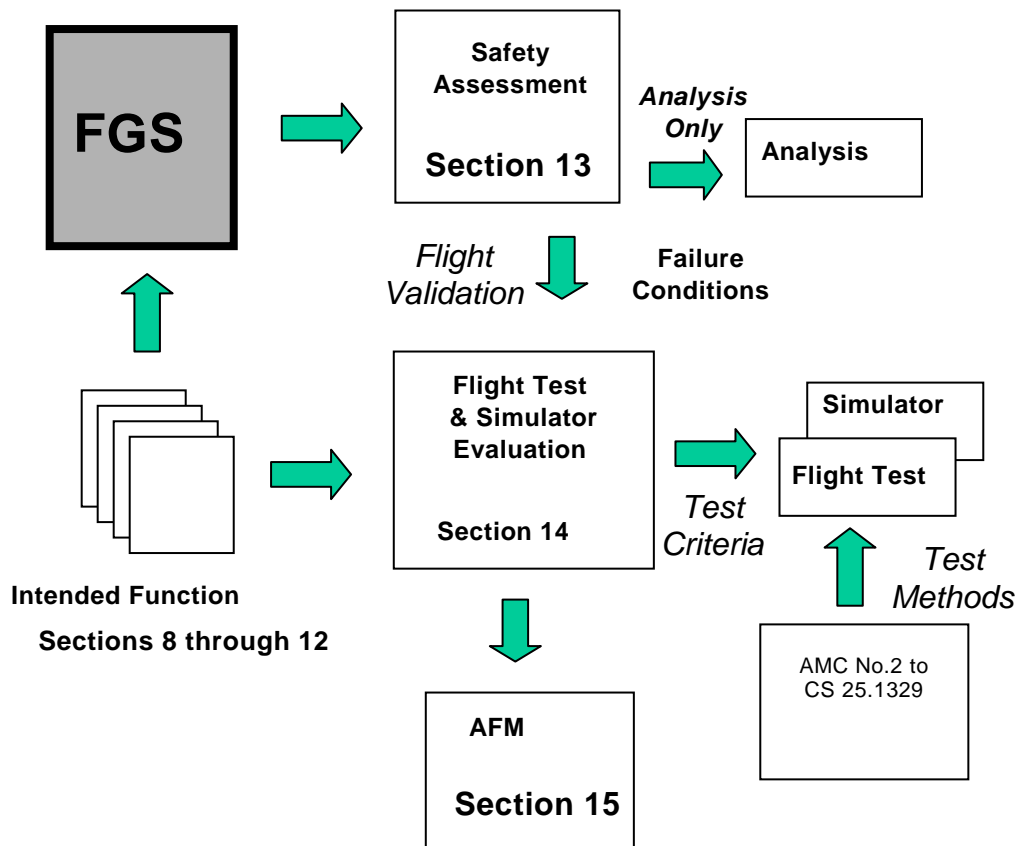 FGS
Safety
Assessment
Section 13
Analysis
Only
Analysis
Flight
Validation
Failure
Conditions
Intended Function
Sections 8 through 12
Flight Test
& Simulator
Evaluation
Section 14
Test
Criteria
Simulator
Flight Test
Test
Methods
AMC No.2 to
CS 25.1329
AFM
Section 15